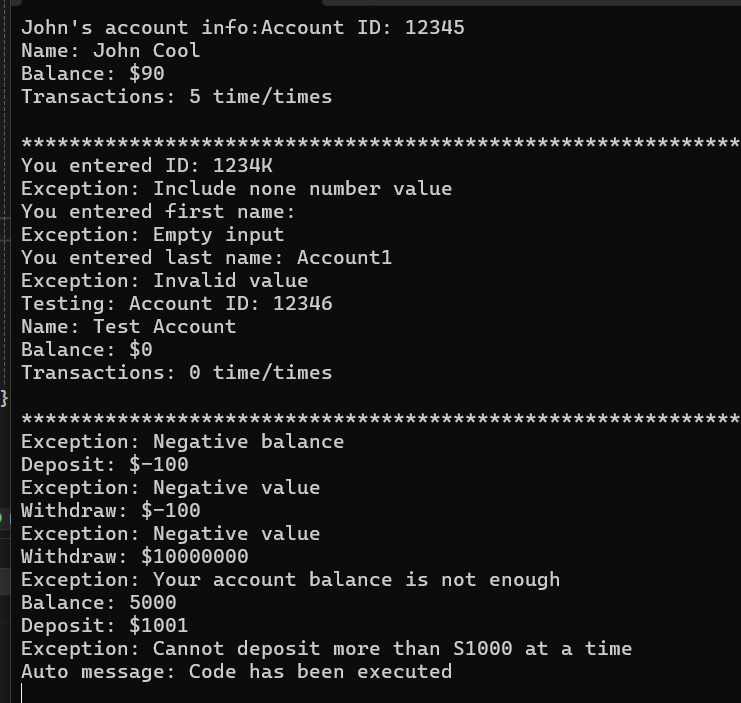 John's account info:Account ID: 12345
Name: John Cool
Balance: $90
Transactions: 5 time/times
************************************************************
You entered ID: 1234K
Exception: Include none number value
You entered first name:
Exception: Empty input
You entered last name: Account1
Exception: Invalid value
Testing: Account ID: 12346
Name: Test Account
Balance: $0
Transactions: 0 time/times
}
************************************************************
Exception: Negative balance
Deposit: $-100
Exception: Negative value
Withdraw: $-100
Exception: Negative value
Withdraw: $10000000
Exception: Your account balance is not enough
Balance: 5000
Deposit: $1001
Exception: Cannot deposit more than S1000 at a time
Auto message: Code has been executed